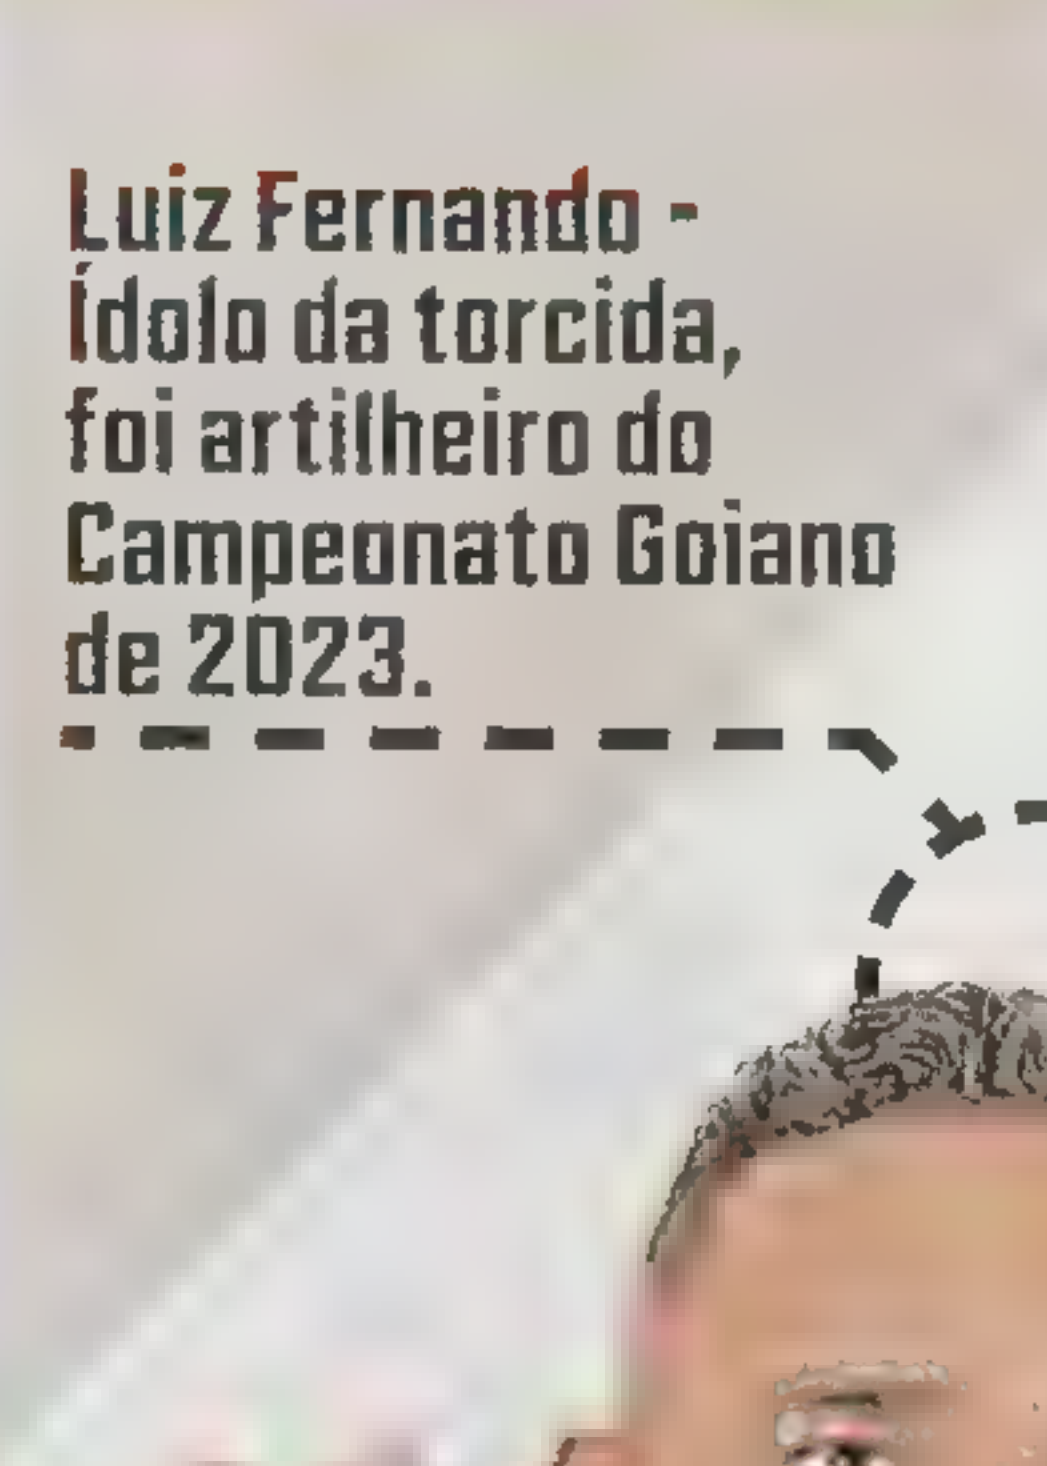 Luiz Fernando -
Ídolo da torcida,
foi artilheiro do
Campeonato Goiano
de 2023.